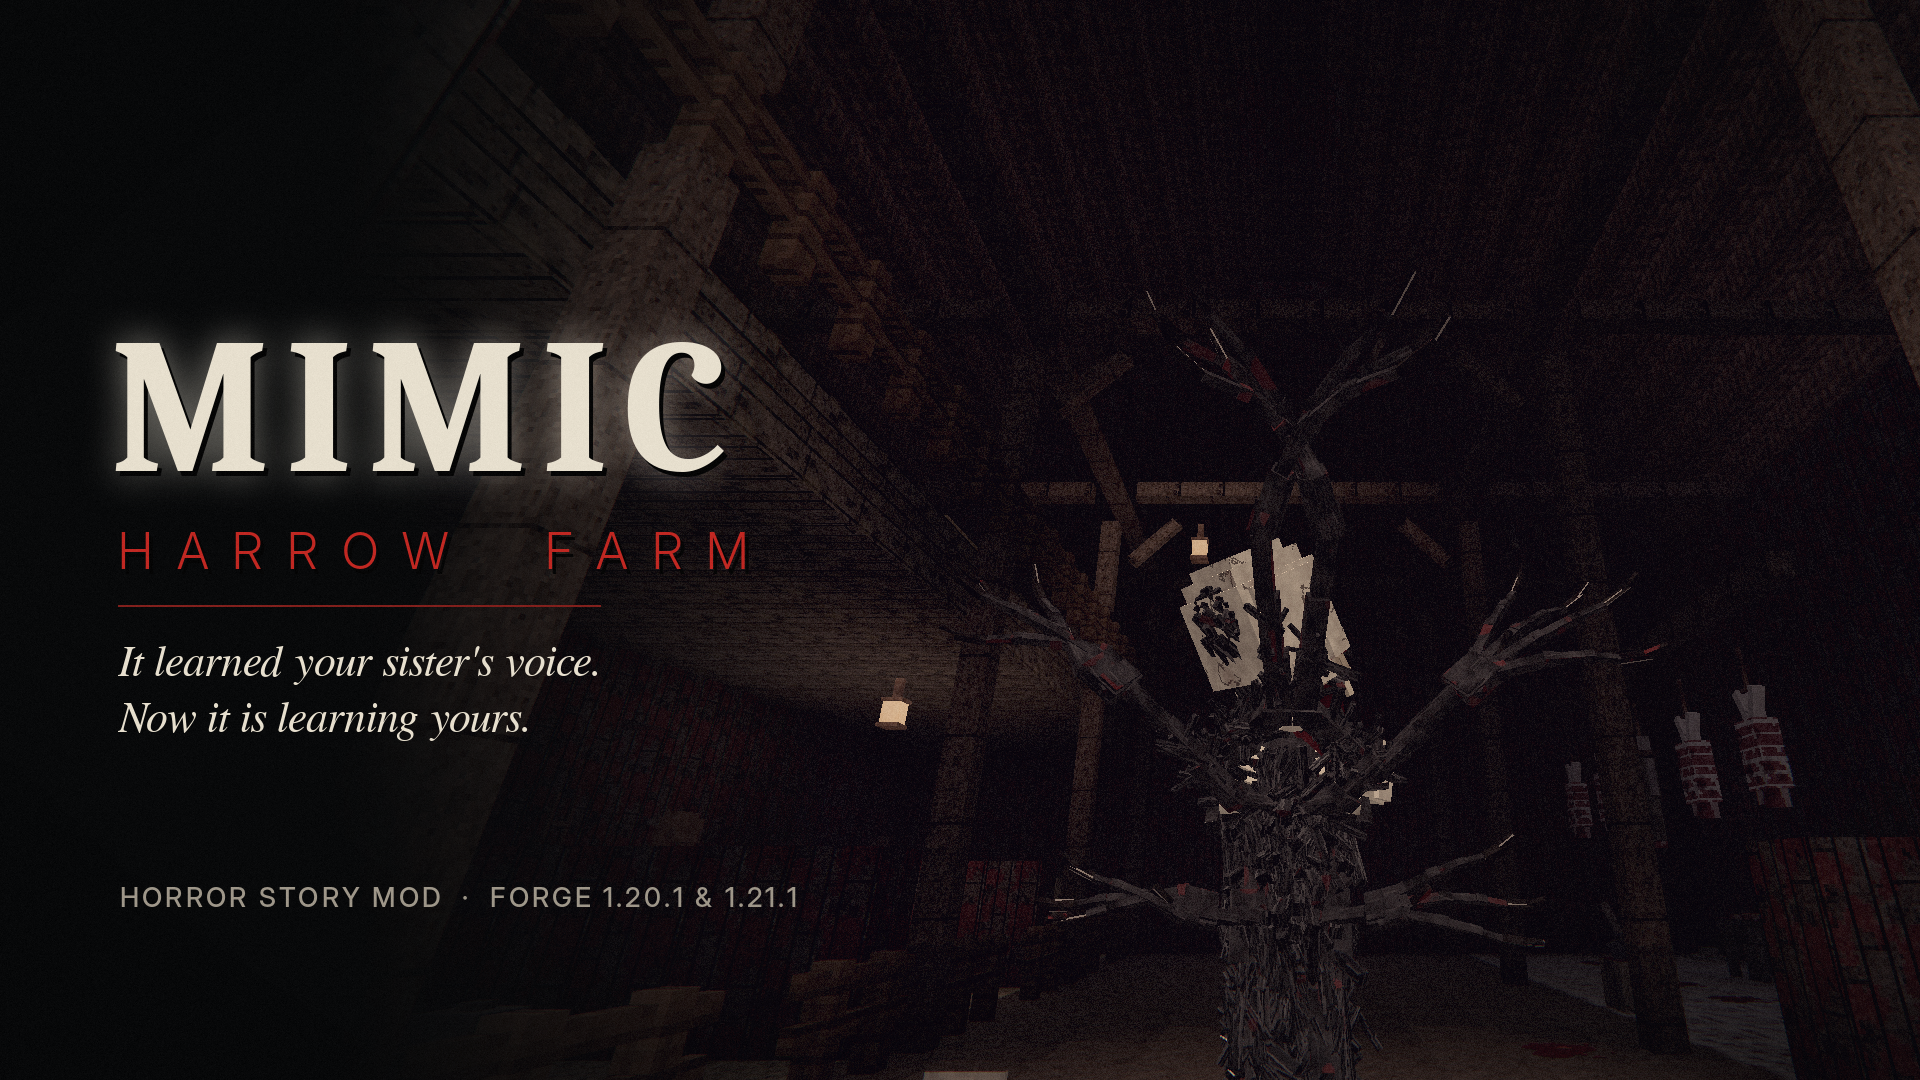 MIMIC
HARROW FARM
It learned your sister's voice.
Now it is learning yours.
HORROR STORY MOD · FORGE 1.20.1 & 1.21.1